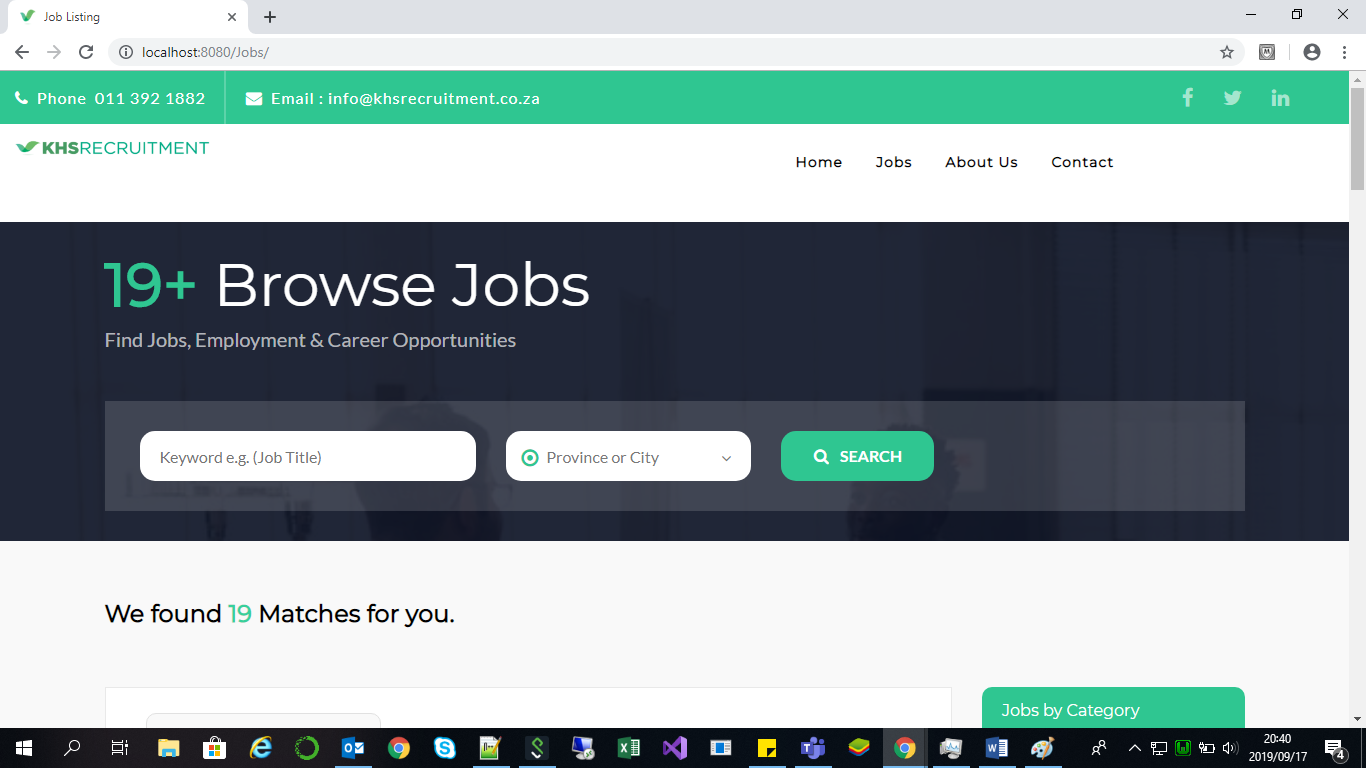 Job Listing
localhost:8080/Jobs/
Phone 011 392 1882
Email : info@khsrecruitment.co.za
KHSRECRUITMENT
Home Jobs About Us Contact
19+ Browse Jobs
Find Jobs, Employment & Career Opportunities
Keyword e.g. (Job Title)
Province or City
SEARCH
We found 19 Matches for you.
Jobs by Category
20:40
2019/09/17
4